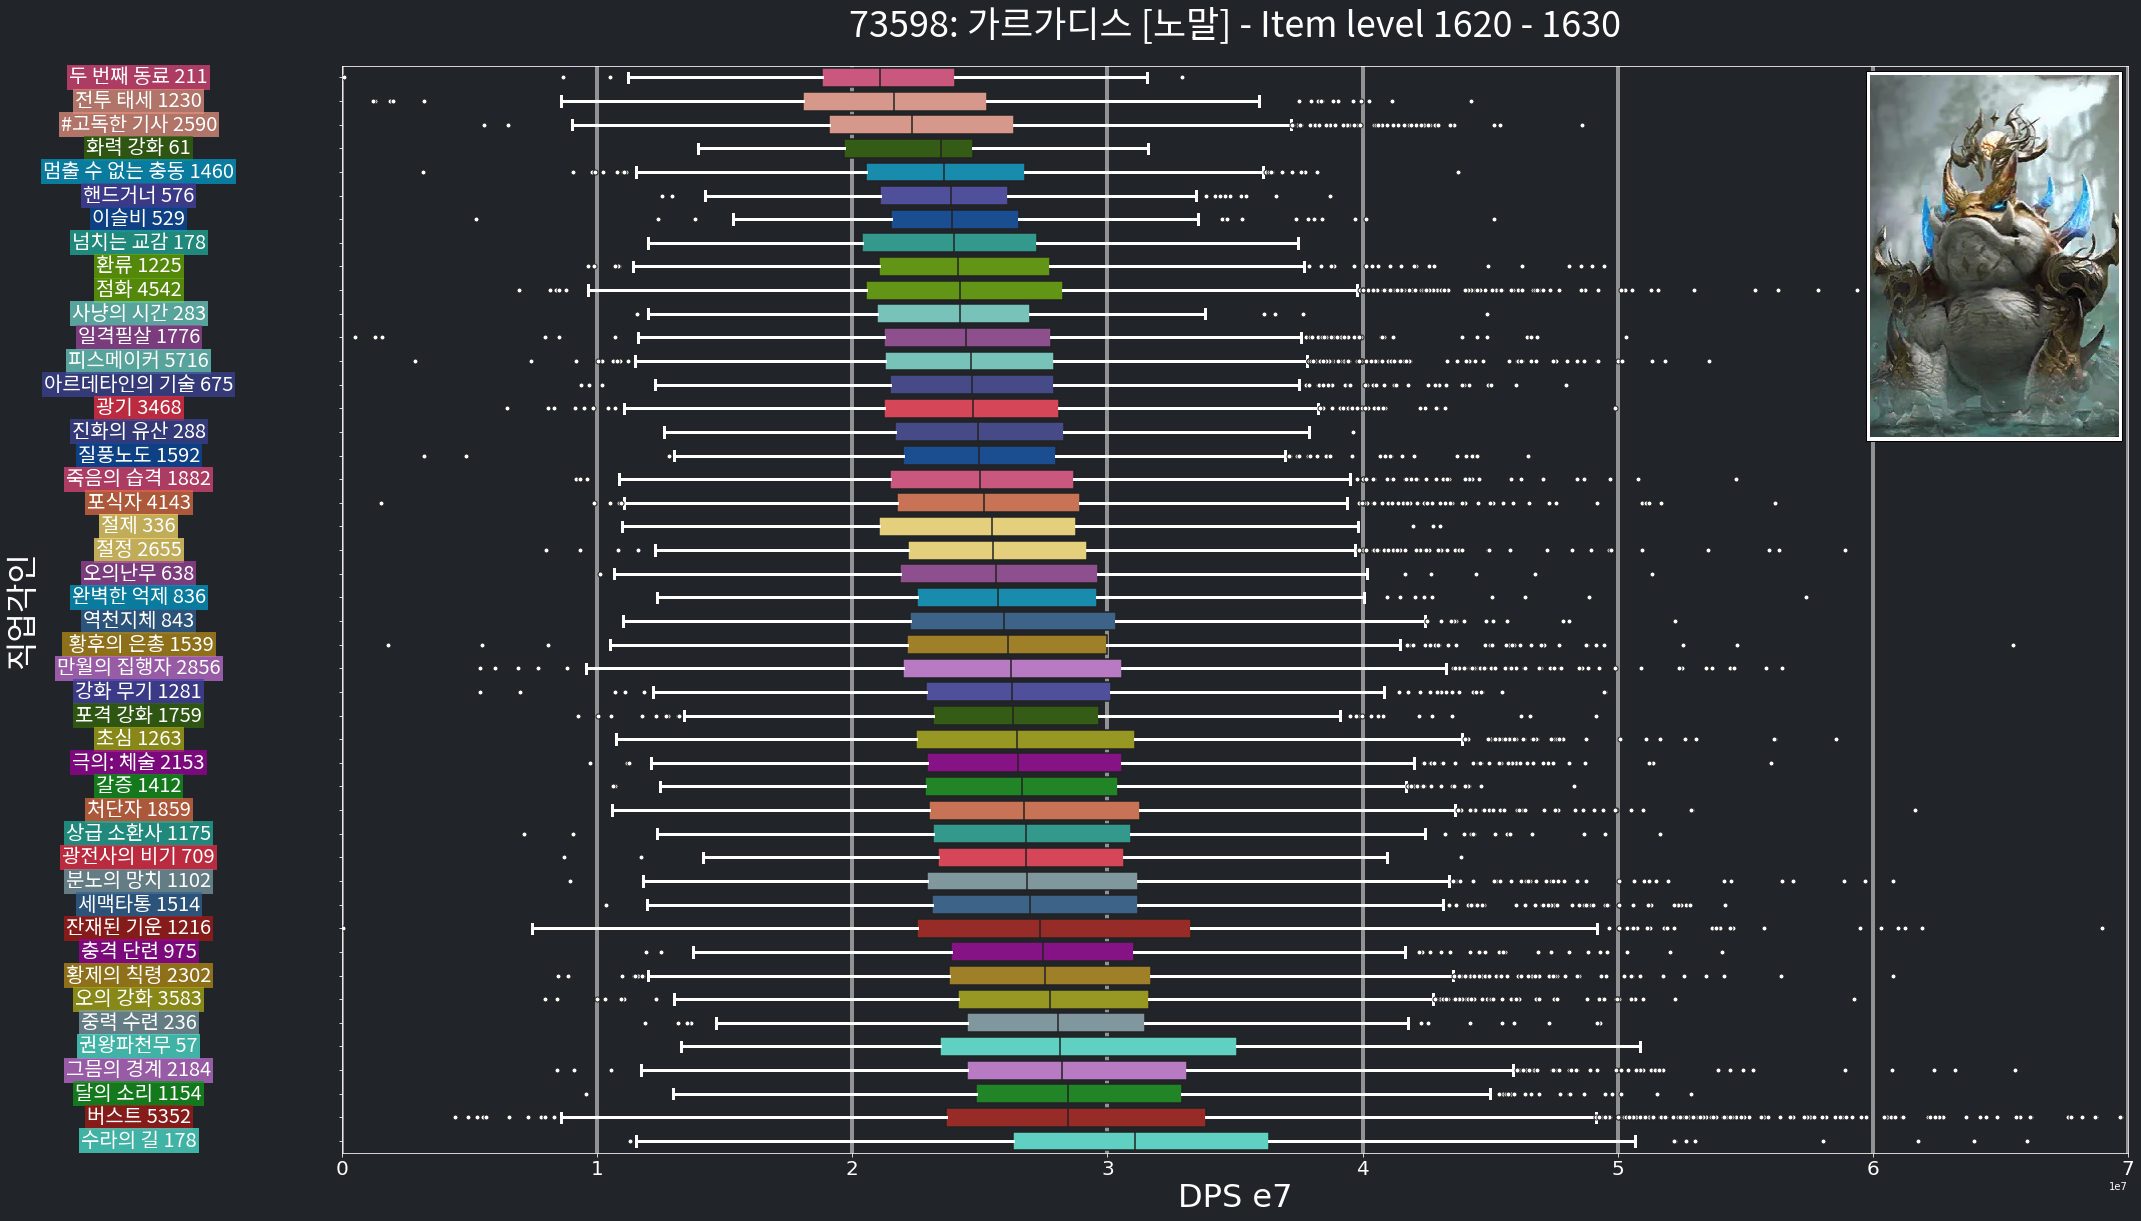 73598: 가르가디스 [노말] - Item level 1620 - 1630
두 번째 동료 211
전투 태세 1230
#고독한 기사 2590
화력 강화 61
멈출 수 없는 충동 1460
핸드거너 576
이슬비 529
넘치는 교감 178
환류 1225
점화 4542
사냥의 시간 283
일격필살 1776
피스메이커 5716
아르데타인의 기술 675
광기 3468
진화의 유산 288
질풍노도 1592
죽음의 습격 1882
포식자 4143
절제 336
절정 2655
오의난무 638
완벽한 억제 836
역천지체 843
황후의 은총 1539
만월의 집행자 2856
강화 무기 1281
포격 강화 1759
초심 1263
극의: 체술 2153
갈증 1412
처단자 1859
상급 소환사 1175
광전사의 비기 709
분노의 망치 1102
세맥타통 1514
잔재된 기운 1216
충격 단련 975
황제의 칙령 2302
오의 강화 3583
중력 수련 236
권왕파천무 57
그믐의 경계 2184
달의 소리 1154
버스트 5352
수라의 길 178
직업각인
0 1 2 3 4 5 6 7
DPS e7
1e7